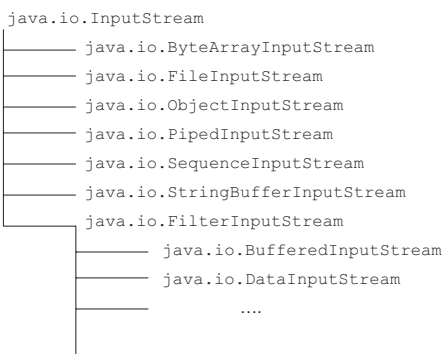 java.io.InputStream
java.io.ByteArrayInputStream
java.io.FileInputStream
java.io.ObjectInputStream
java.io.PipedInputStream
java.io.SequenceInputStream
java.io.StringBufferInputStream
java.io.FilterInputStream
java.io.BufferedInputStream
java.io.DataInputStream
....